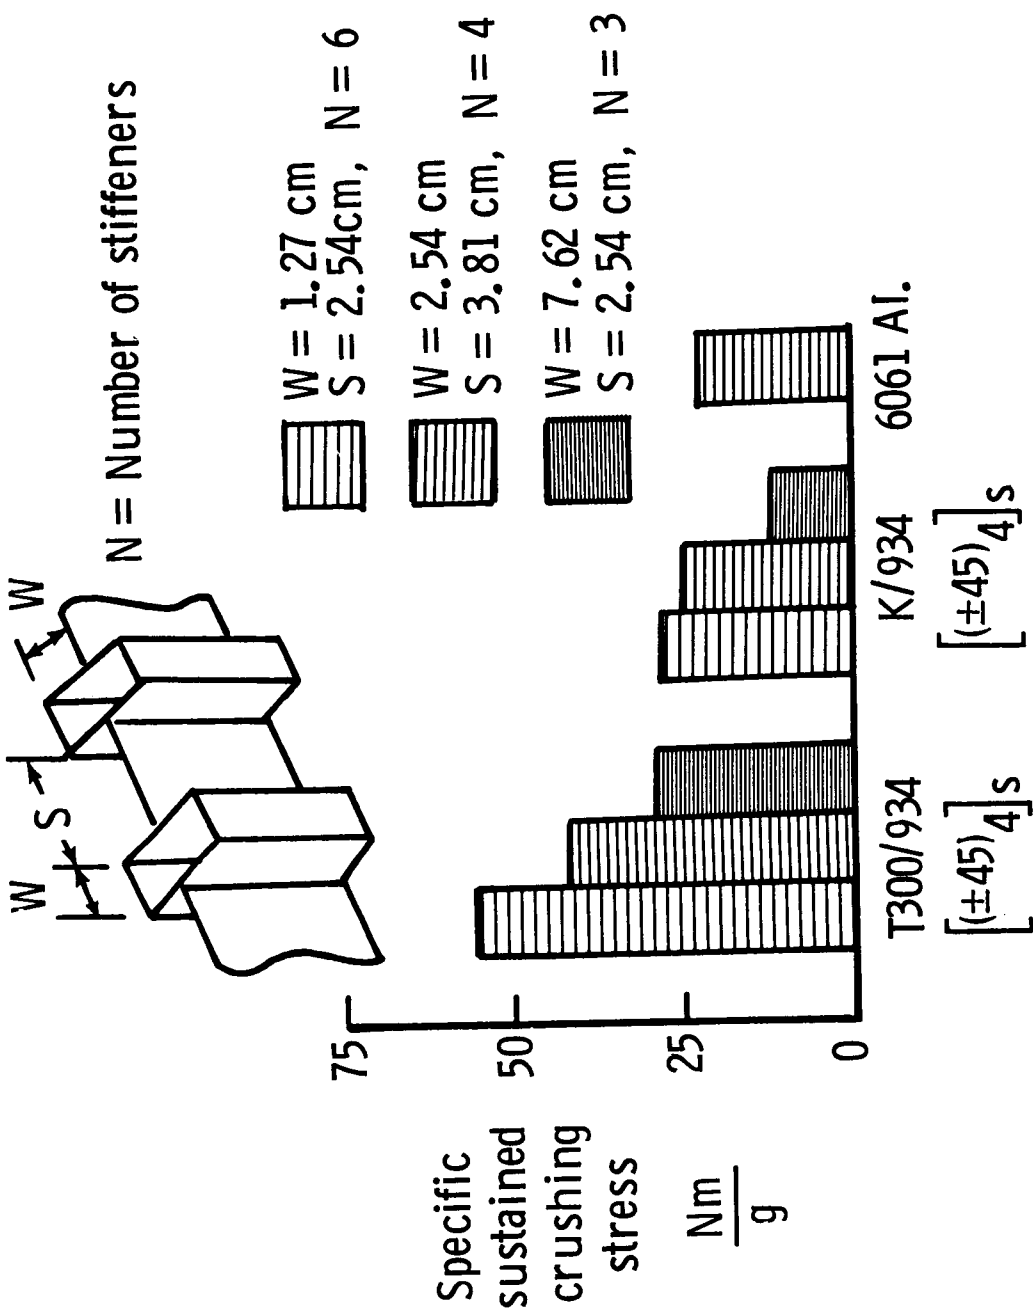 W
S
W
N = Number of stiffeners
W = 1.27 cm
S = 2.54cm, N = 6
W = 2.54 cm
S = 3.81 cm, N = 4
W = 7.62 cm
S = 2.54 cm, N = 3
Specific
sustained
crushing
stress
Nm
g
75
50
25
0
T300/934
[(±45)4]s
K/934
[(±45)4]s
6061 Al.